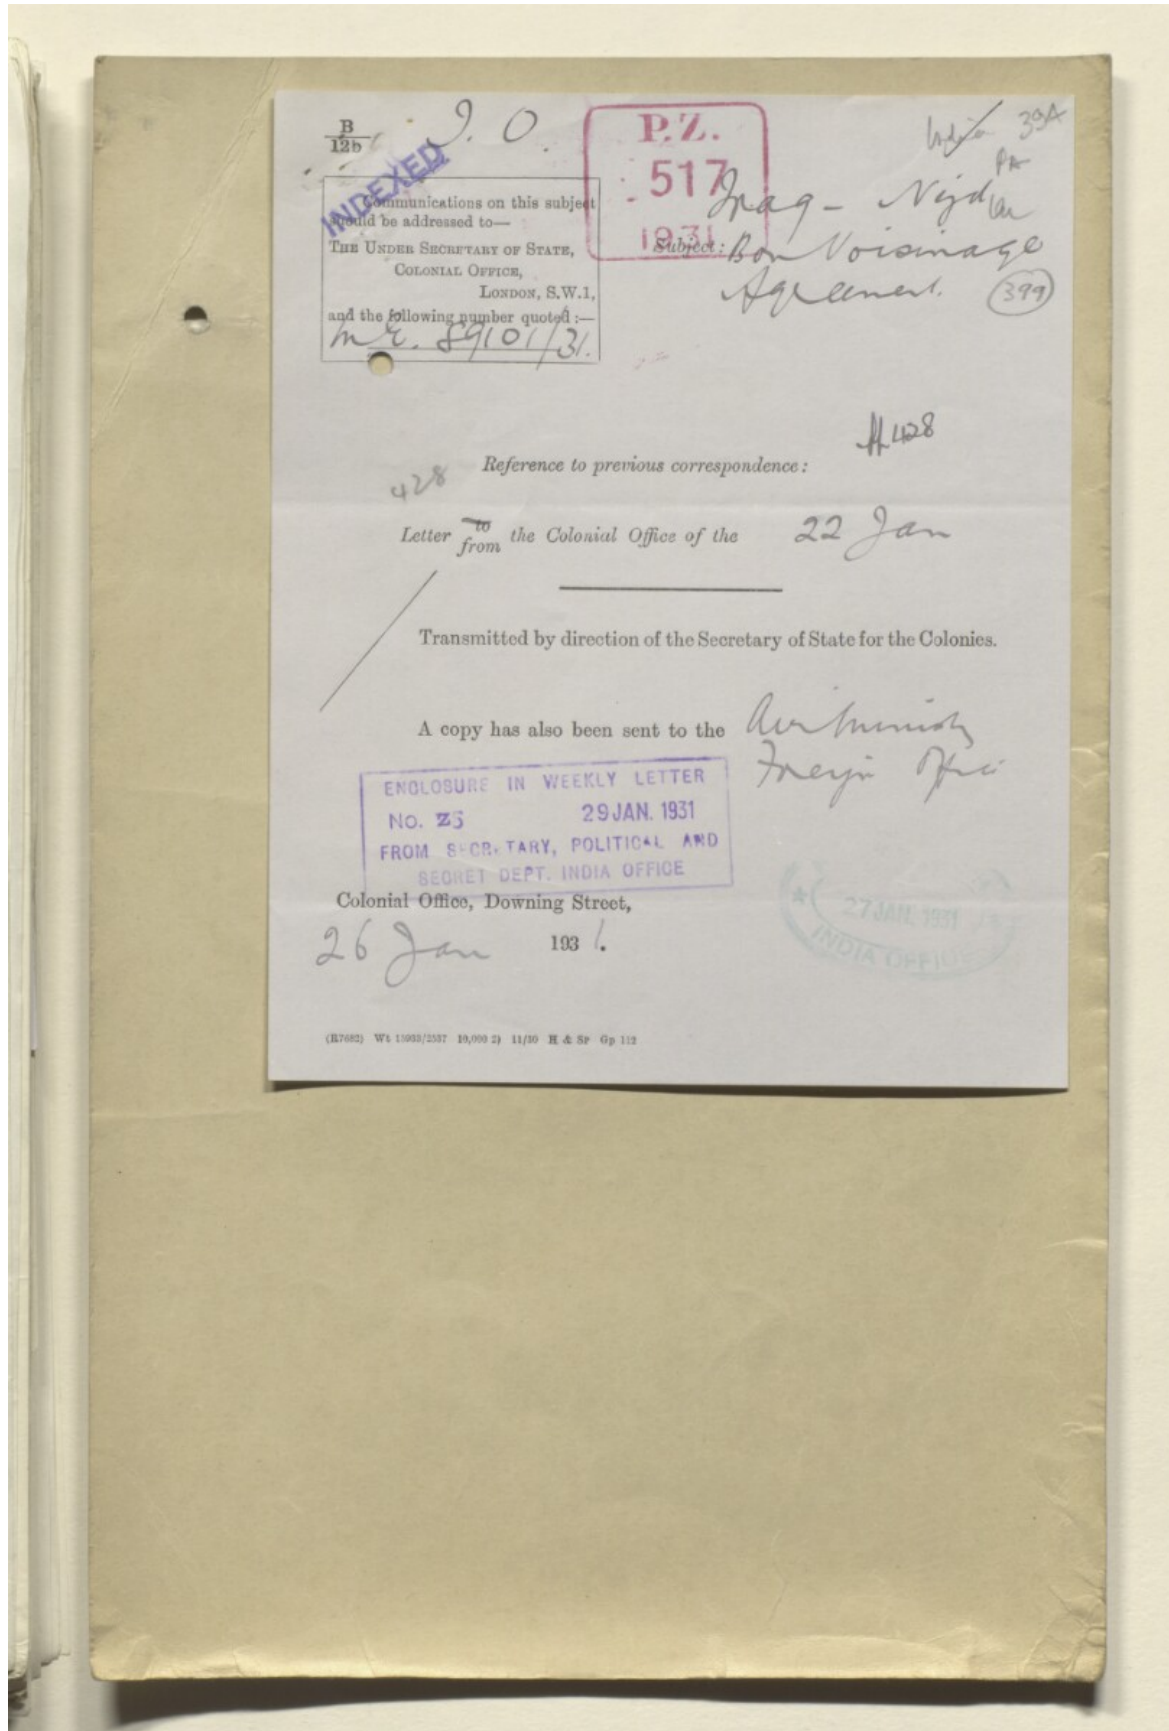 B
12b
I. O.
P.Z.
517
1931
39A
INDEXED
Communications on this subject
should be addressed to—
THE UNDER SECRETARY OF STATE,
COLONIAL OFFICE,
LONDON, S.W.1,
and the following number quoted :—
M.E. 89101/31.
Subject: Iraq - Nejd
Bon Voisinage
Agreement.
399
428
Reference to previous correspondence:
428
Letter to from the Colonial Office of the 22 Jan
Transmitted by direction of the Secretary of State for the Colonies.
A copy has also been sent to the Air Ministry
Foreign Office
ENCLOSURE IN WEEKLY LETTER
No. 29 JAN. 1931
FROM SECRETARY, POLITICAL AND
SECRET DEPT. INDIA OFFICE
Colonial Office, Downing Street,
26 Jan 1931.
27 JAN. 1931
INDIA OFFICE
(R7682) Wt 10,000 11/30 H & SP Gp 112